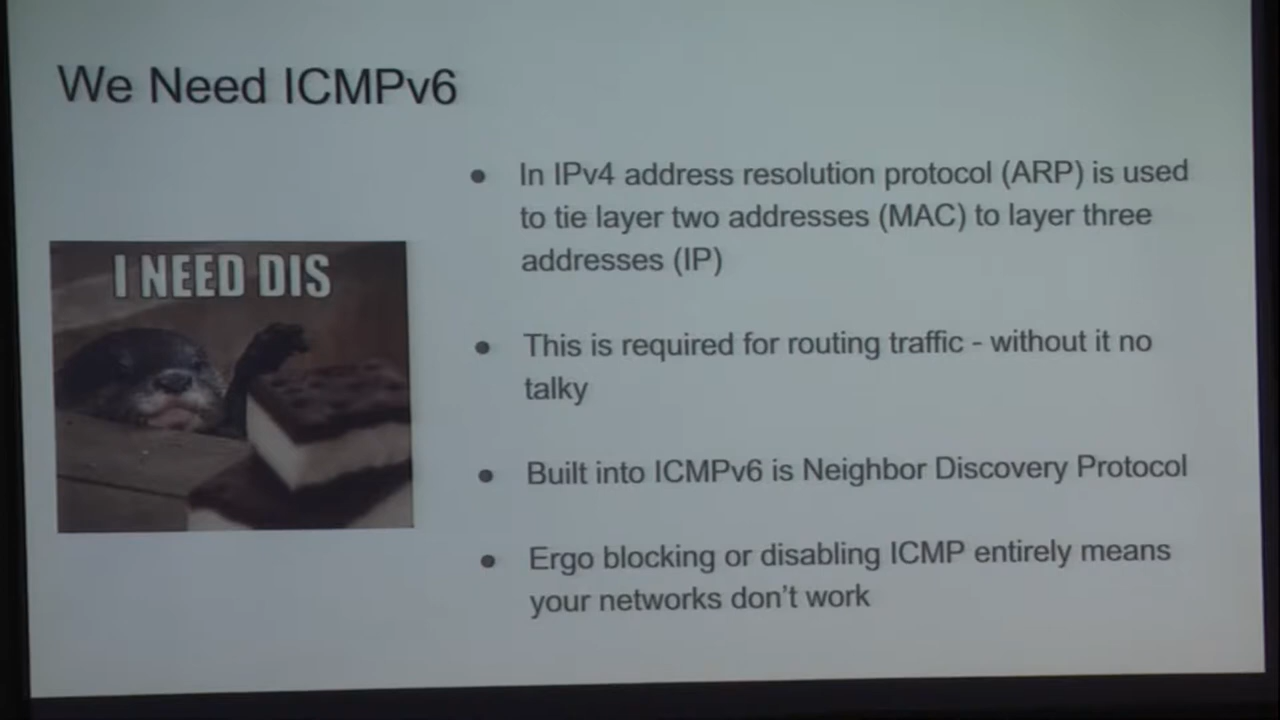 We Need ICMPv6
I NEED DIS
● In IPv4 address resolution protocol (ARP) is used
to tie layer two addresses (MAC) to layer three
addresses (IP)
● This is required for routing traffic - without it no
talky
● Built into ICMPv6 is Neighbor Discovery Protocol
● Ergo blocking or disabling ICMP entirely means
your networks don't work